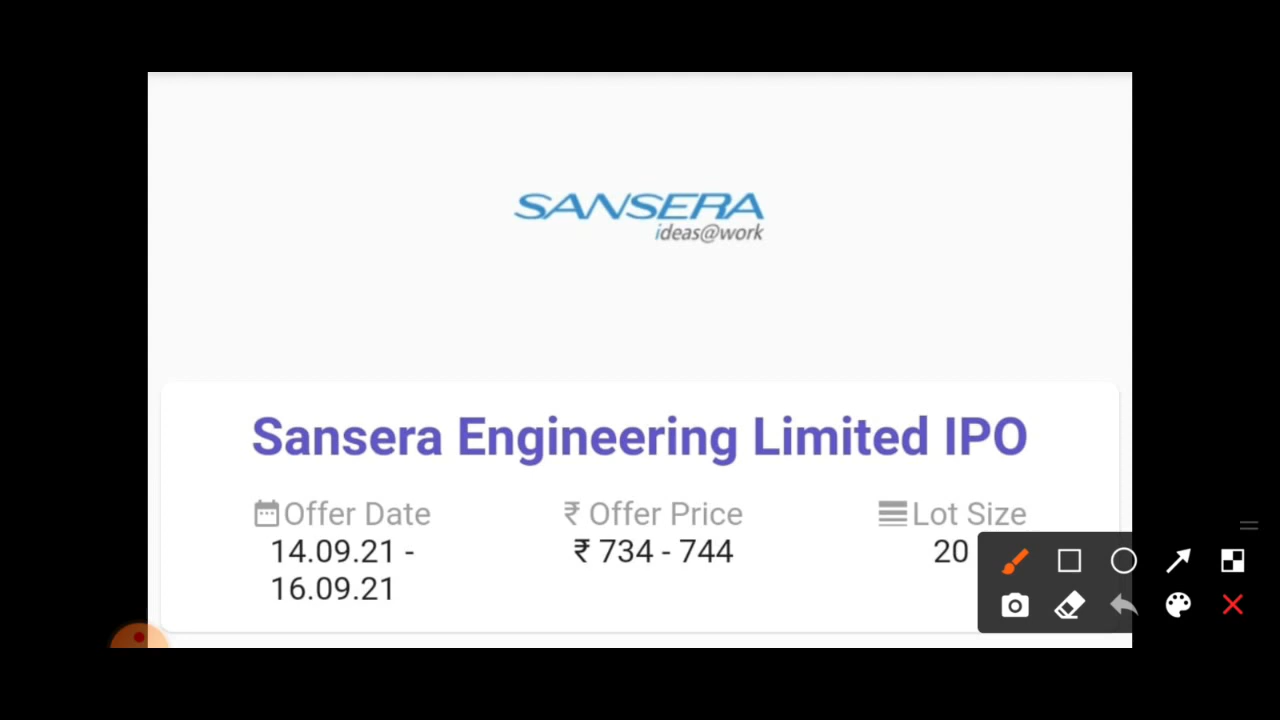 SANSERA
ideas@work
Sansera Engineering Limited IPO
Offer Date
₹ Offer Price
Lot Size
14.09.21 -
₹ 734 - 744
20
16.09.21